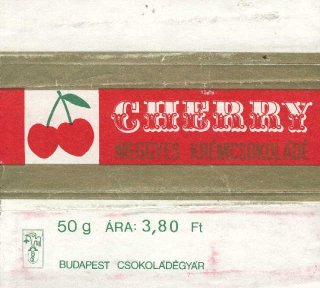 CHERRY
MEGGYES KRÉMCSOKOLÁDÉ
50 g ÁRA: 3,80 Ft
BUDAPEST CSOKOLÁDÉGYÁR